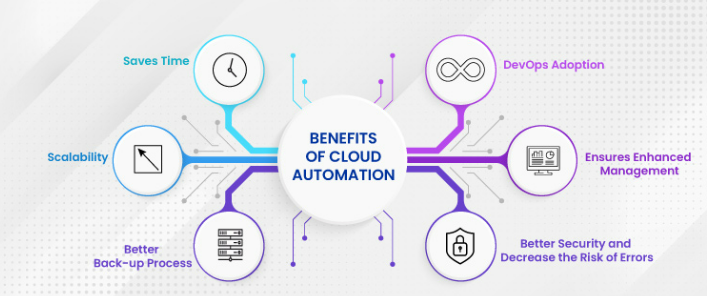 Saves Time
DevOps Adoption
BENEFITS
OF CLOUD
AUTOMATION
Scalability
Ensures Enhanced
Management
Better
Back-up Process
Better Security and
Decrease the Risk of Errors